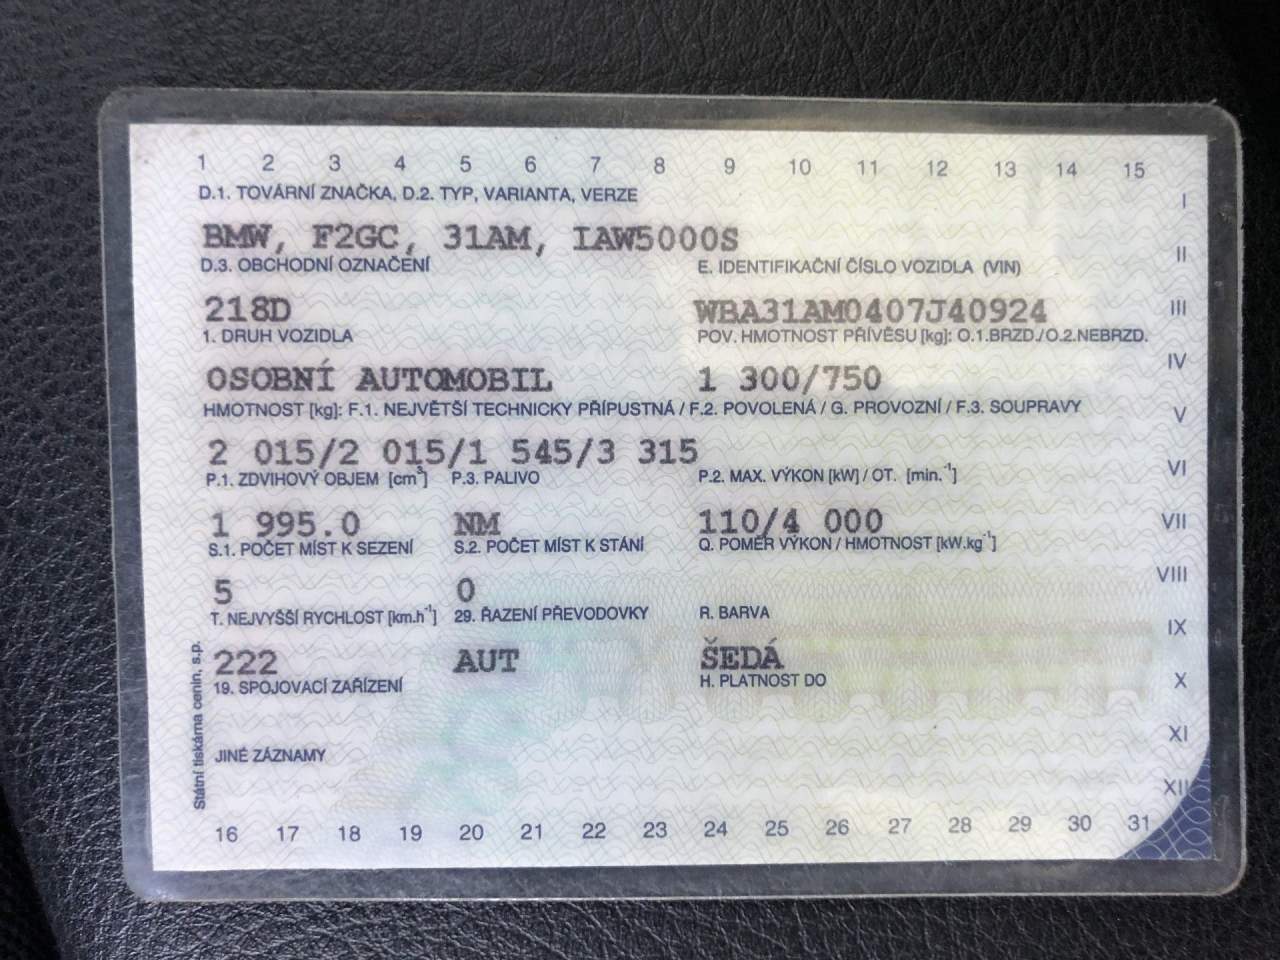 1 2 3 4 5 6 7 8 9 10 11 12 13 14 15
D.1. TOVÁRNÍ ZNAČKA, D.2. TYP, VARIANTA, VERZE
I
BMW, F2GC, 31AM, IAW5000S
D.3. OBCHODNÍ OZNAČENÍ E. IDENTIFIKAČNÍ ČÍSLO VOZIDLA (VIN)
II
218D WBA31AM0407J40924
III
1. DRUH VOZIDLA POV. HMOTNOST PŘÍVĚSU [kg]: O.1.BRZD./O.2.NEBRZD.
IV
OSOBNÍ AUTOMOBIL 1 300/750
HMOTNOST [kg]: F.1. NEJVĚTŠÍ TECHNICKY PŘÍPUSTNÁ / F.2. POVOLENÁ / G. PROVOZNÍ / F.3. SOUPRAVY
V
2 015/2 015/1 545/3 315
P.1. ZDVIHOVÝ OBJEM [cm³] P.3. PALIVO P.2. MAX. VÝKON [kW] / OT. [min.⁻¹]
VI
1 995.0 NM 110/4 000
VII
S.1. POČET MÍST K SEZENÍ S.2. POČET MÍST K STÁNÍ Q. POMĚR VÝKON / HMOTNOST [kW.kg⁻¹]
VIII
5 0
T. NEJVYŠŠÍ RYCHLOST [km.h⁻¹] 29. ŘAZENÍ PŘEVODOVKY R. BARVA
IX
222 AUT ŠEDÁ
19. SPOJOVACÍ ZAŘÍZENÍ H. PLATNOST DO
X
XI
JINÉ ZÁZNAMY
XII
16 17 18 19 20 21 22 23 24 25 26 27 28 29 30 31
Státní tiskárna cenin, s.p.